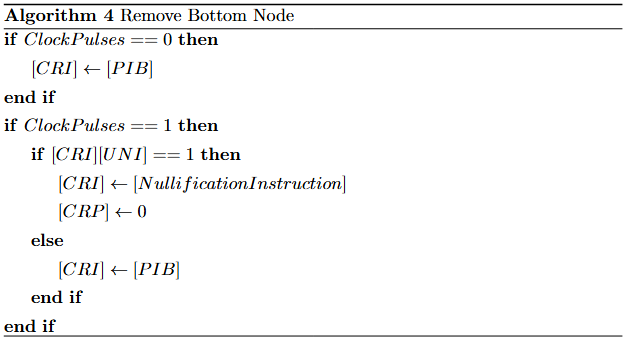 Algorithm 4 Remove Bottom Node
if ClockPulses == 0 then
[CRI] ← [PIB]
end if
if ClockPulses == 1 then
if [CRI][UNI] == 1 then
[CRI] ← [NullificationInstruction]
[CRP] ← 0
else
[CRI] ← [PIB]
end if
end if